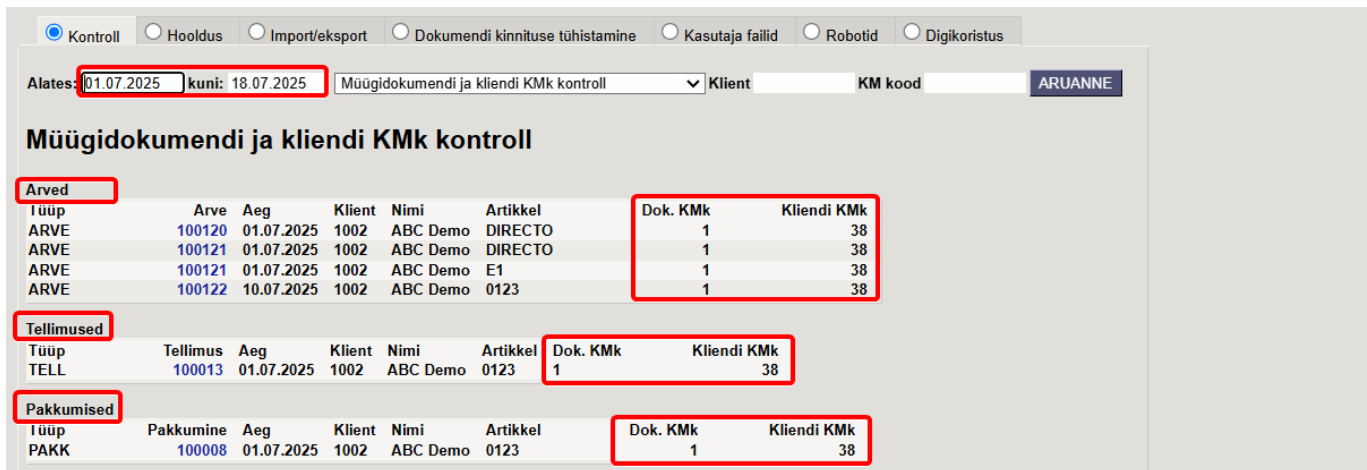 Kontroll Hooldus Import/eksport Dokumendi kinnituse tühistamine Kasutaja failid Robotid Digikoristus
Alates: 01.07.2025 kuni: 18.07.2025 Müügidokumendi ja kliendi KMk kontroll Klient KM kood ARUANNE
Müügidokumendi ja kliendi KMk kontroll
Arved
Tüüp Arve Aeg Klient Nimi Artikkel Dok. KMk Kliendi KMk
ARVE 100120 01.07.2025 1002 ABC Demo DIRECTO 1 38
ARVE 100121 01.07.2025 1002 ABC Demo DIRECTO 1 38
ARVE 100121 01.07.2025 1002 ABC Demo E1 1 38
ARVE 100122 10.07.2025 1002 ABC Demo 0123 1 38
Tellimused
Tüüp Tellimus Aeg Klient Nimi Artikkel Dok. KMk Kliendi KMk
TELL 100013 01.07.2025 1002 ABC Demo 0123 1 38
Pakkumised
Tüüp Pakkumine Aeg Klient Nimi Artikkel Dok. KMk Kliendi KMk
PAKK 100008 01.07.2025 1002 ABC Demo 0123 1 38